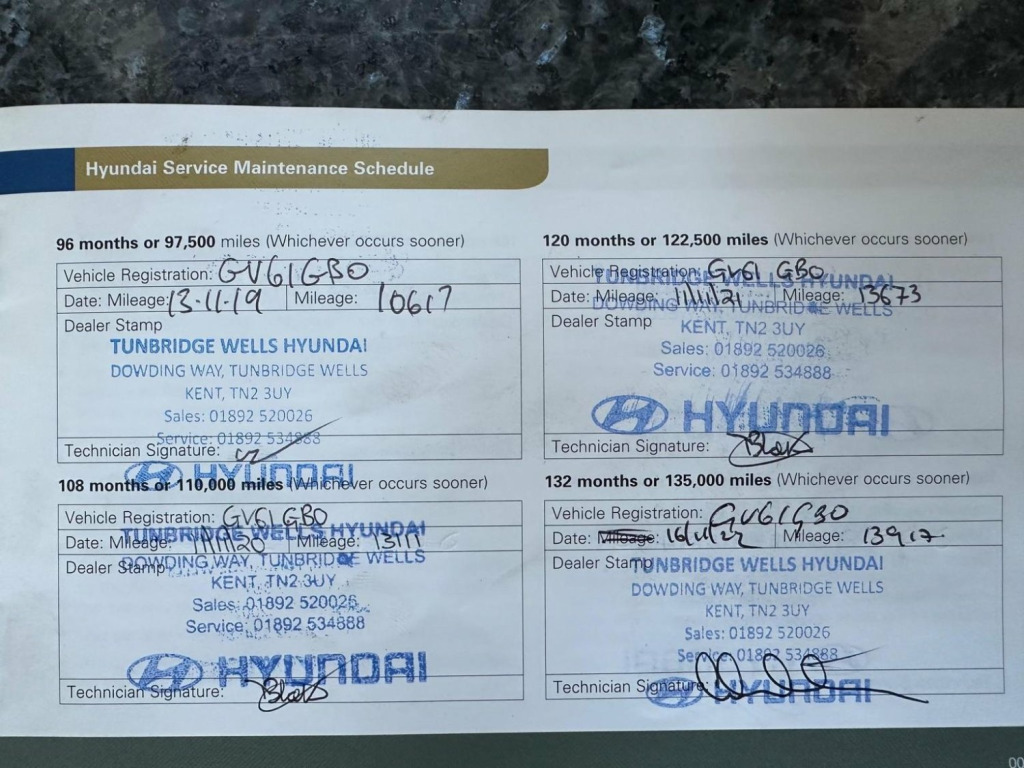 Hyundai Service Maintenance Schedule
96 months or 97,500 miles (Whichever occurs sooner)
Vehicle Registration: GV61GBO
Date: Mileage: 13-11-19 Mileage: 10617
Dealer Stamp
TUNBRIDGE WELLS HYUNDAI
DOWDING WAY, TUNBRIDGE WELLS
KENT, TN2 3UY
Sales: 01892 520026
Service: 01892 534888
Technician Signature:
HYUNDAI
108 months or 110,000 miles (Whichever occurs sooner)
Vehicle Registration: GV61GBO
TUNBRIDGE WELLS HYUNDAI
Date: Mileage: 11/11/20 Mileage: 13111
DOWDING WAY, TUNBRIDGE WELLS
Dealer Stamp
KENT, TN2 3UY
Sales: 01892 520026
Service: 01892 534888
HYUNDAI
Technician Signature:
120 months or 122,500 miles (Whichever occurs sooner)
Vehicle Registration: GV61 GBO
TUNBRIDGE WELLS HYUNDAI
Date: Mileage: 11/11/21 Mileage: 13673
DOWDING WAY, TUNBRIDGE WELLS
Dealer Stamp
KENT, TN2 3UY
Sales: 01892 520026
Service: 01892 534888
HYUNDAI
Technician Signature:
132 months or 135,000 miles (Whichever occurs sooner)
Vehicle Registration: GV61GBO
Date: Mileage: 16/11/22 Mileage: 13917
Dealer Stamp
TUNBRIDGE WELLS HYUNDAI
DOWDING WAY, TUNBRIDGE WELLS
KENT, TN2 3UY
Sales: 01892 520026
Service: 01892 534888
Technician Signature:
HYUNDAI